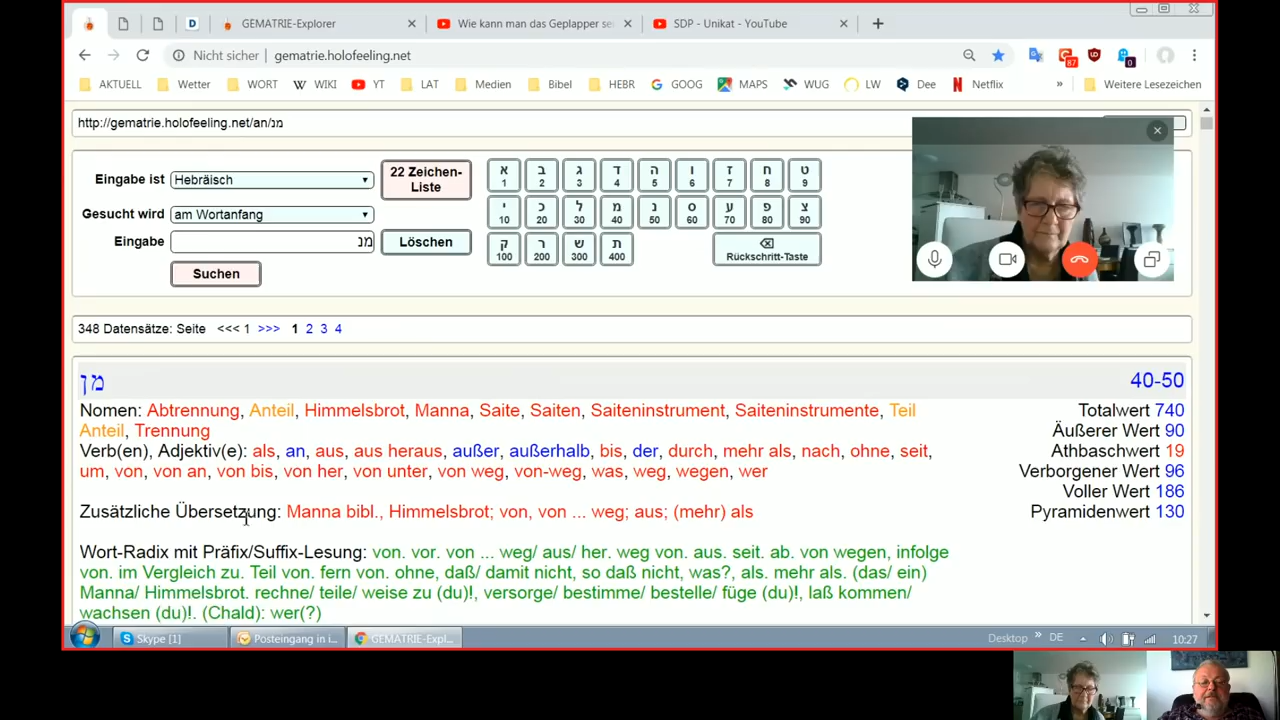 GEMATRIE-Explorer
Wie kann man das Geplapper se
SDP - Unikat - YouTube
Nicht sicher | gematrie.holofeeling.net
AKTUELL Wetter WORT WIKI YT LAT Medien Bibel HEBR GOOG MAPS WUG LW Dee Netflix » Weitere Lesezeichen
http://gematrie.holofeeling.net/an/מנ
Eingabe ist Hebräisch
22 Zeichen-Liste
Gesucht wird am Wortanfang
Eingabe מנ Löschen
Suchen
א ב ג ד ה ו ז ח ט
1 2 3 4 5 6 7 8 9
י כ ל מ נ ס ע פ צ
10 20 30 40 50 60 70 80 90
ק ר ש ת
100 200 300 400 Rückschritt-Taste
348 Datensätze: Seite <<< 1 >>> 1 2 3 4
מן 40-50
Nomen: Abtrennung, Anteil, Himmelsbrot, Manna, Saite, Saiten, Saiteninstrument, Saiteninstrumente, Teil
Anteil, Trennung
Verb(en), Adjektiv(e): als, an, aus, aus heraus, außer, außerhalb, bis, der, durch, mehr als, nach, ohne, seit,
um, von, von an, von bis, von her, von unter, von weg, von-weg, was, weg, wegen, wer
Zusätzliche Übersetzung: Manna bibl., Himmelsbrot; von, von ... weg; aus; (mehr) als
Wort-Radix mit Präfix/Suffix-Lesung: von. vor. von ... weg/ aus/ her. weg von. aus. seit. ab. von wegen, infolge
von. im Vergleich zu. Teil von. fern von. ohne, daß/ damit nicht, so daß nicht, was?, als. mehr als. (das/ ein)
Manna/ Himmelsbrot. rechne/ teile/ weise zu (du)!, versorge/ bestimme/ bestelle/ füge (du)!, laß kommen/
wachsen (du)!. (Chald): wer(?)
Totalwert 740
Äußerer Wert 90
Athbaschwert 19
Verborgener Wert 96
Voller Wert 186
Pyramidenwert 130
Skype [1] Posteingang in i... GEMATRIE-Expl...
Desktop » DE 10:27